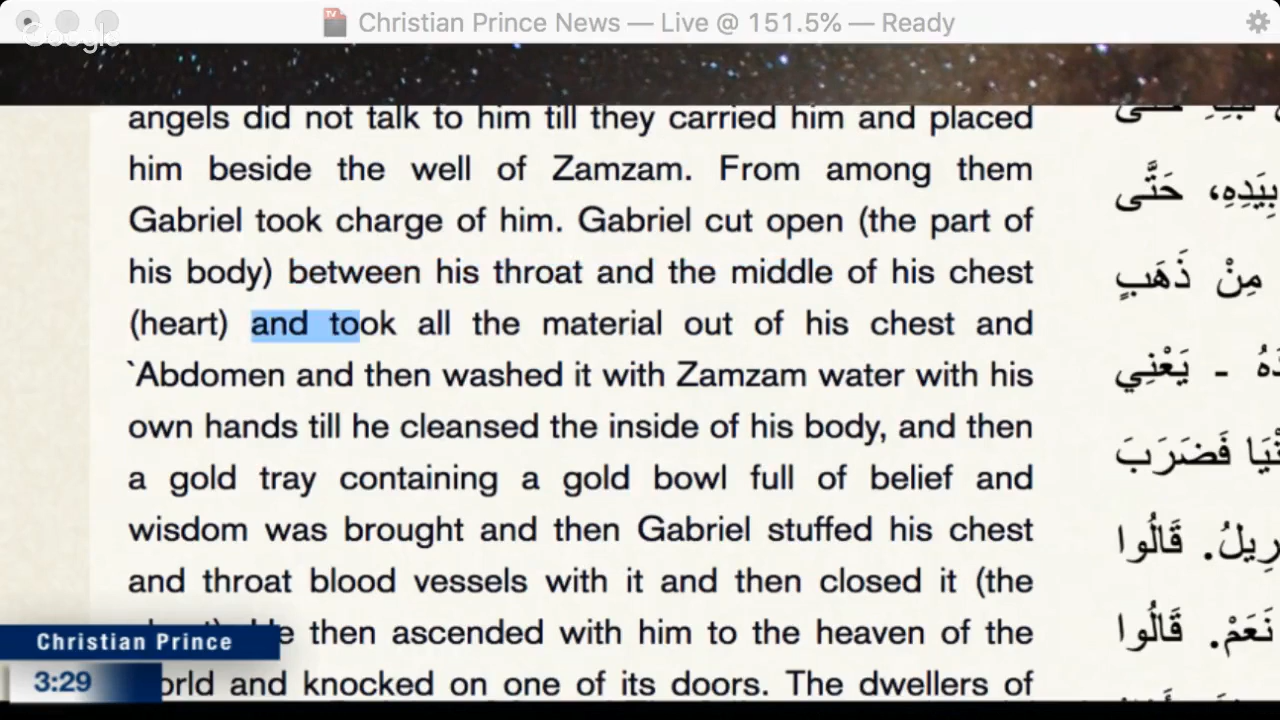 Christian Prince News — Live @ 151.5% — Ready
Google
angels did not talk to him till they carried him and placed
him beside the well of Zamzam. From among them
Gabriel took charge of him. Gabriel cut open (the part of
his body) between his throat and the middle of his chest
(heart) and took all the material out of his chest and
`Abdomen and then washed it with Zamzam water with his
own hands till he cleansed the inside of his body, and then
a gold tray containing a gold bowl full of belief and
wisdom was brought and then Gabriel stuffed his chest
and throat blood vessels with it and then closed it (the
then ascended with him to the heaven of the
and knocked on one of its doors. The dwellers of
بِيَدِهِ، حَتَّى
مِنْ ذَهَبٍ
ـ يَعْنِي
فَضَرَبَ
قَالُوا
نَعَمْ. قَالُوا
Christian Prince
3:29